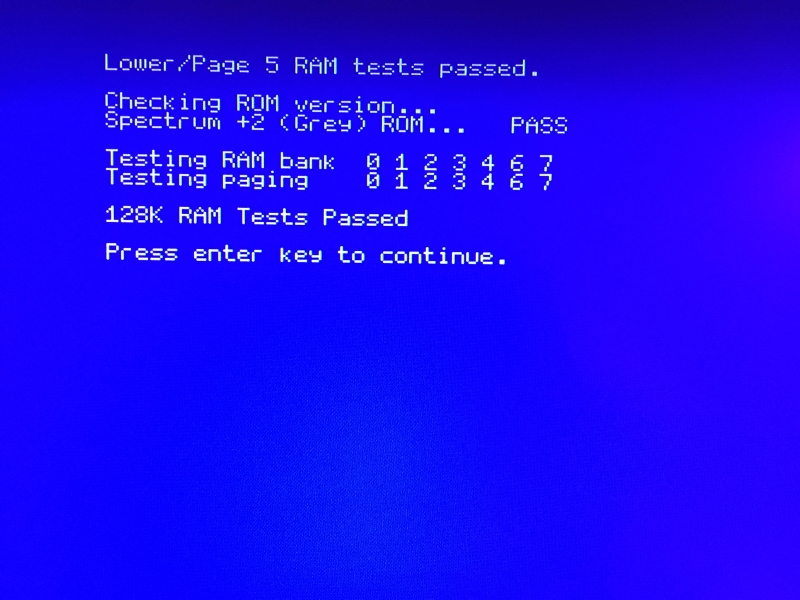 Lower/Page 5 RAM tests passed.
Checking ROM version...
Spectrum +2 (Grey) ROM... PASS
Testing RAM bank 0 1 2 3 4 6 7
Testing paging 0 1 2 3 4 6 7
128K RAM Tests Passed
Press enter key to continue.